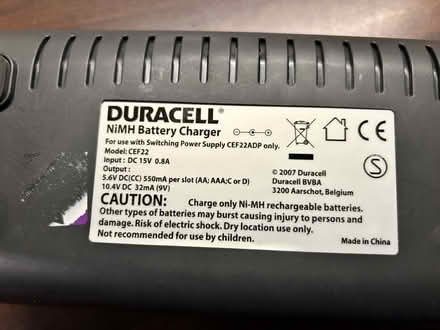 DURACELL®
NiMH Battery Charger
For use with Switching Power Supply CEF22ADP only.
Model: CEF22
Input : DC 15V 0.8A
Output :
5.6V DC(CC) 550mA per slot (AA; AAA;C or D)
10.4V DC 32mA (9V)
CE
© 2007 Duracell
Duracell BVBA
3200 Aarschot, Belgium
S
CAUTION: Charge only Ni-MH rechargeable batteries.
Other types of batteries may burst causing injury to persons and
damage. Risk of electric shock. Dry location use only.
Not recommended for use by children.
Made in China